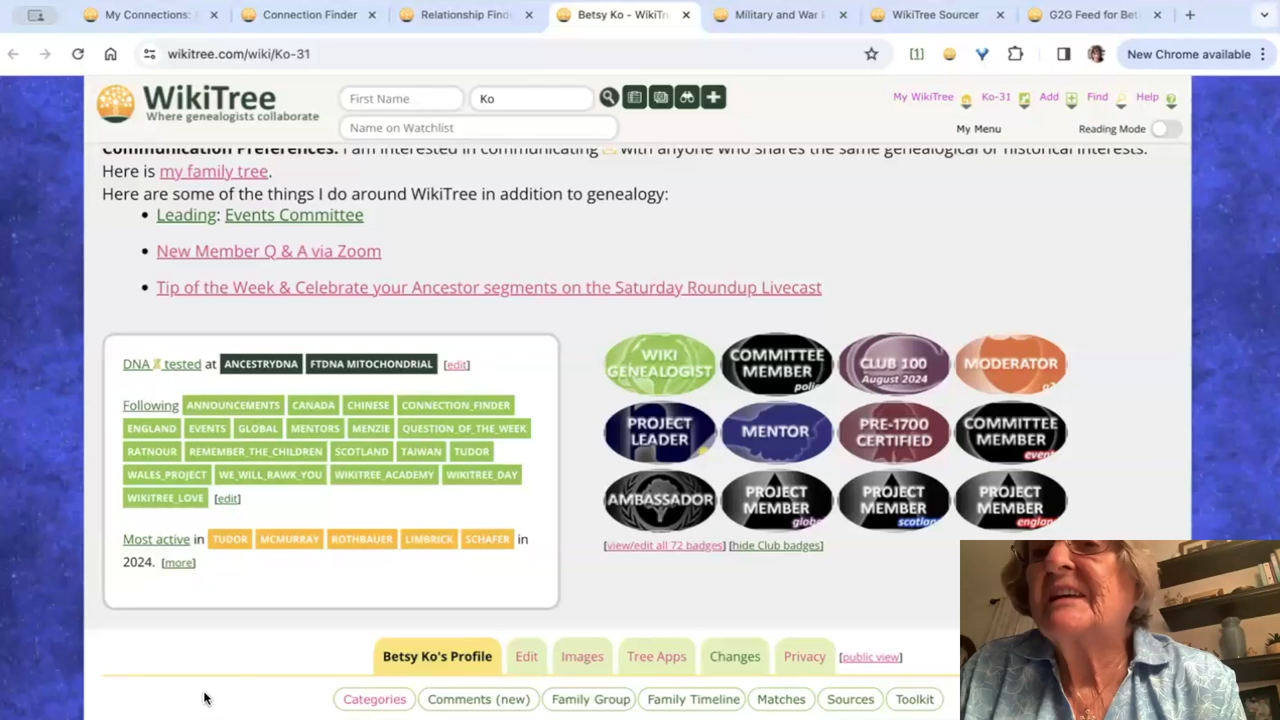 My Connections:
Connection Finder
Relationship Find
Betsy Ko - WikiTr
Military and War
WikiTree Sourcer
G2G Feed for Bet
wikitree.com/wiki/Ko-31
[1]
New Chrome available
WikiTree
Where genealogists collaborate
First Name
Ko
Name on Watchlist
My WikiTree
Ko-31
Add
Find
Help
My Menu
Reading Mode
Communication Preferences: I am interested in communicating with anyone who shares the same genealogical or historical interests.
Here is my family tree.
Here are some of the things I do around WikiTree in addition to genealogy:
• Leading: Events Committee
• New Member Q & A via Zoom
• Tip of the Week & Celebrate your Ancestor segments on the Saturday Roundup Livecast
DNA tested at ANCESTRYDNA FTDNA MITOCHONDRIAL [edit]
Following ANNOUNCEMENTS CANADA CHINESE CONNECTION_FINDER
ENGLAND EVENTS GLOBAL MENTORS MENZIE QUESTION_OF_THE_WEEK
RATNOUR REMEMBER_THE_CHILDREN SCOTLAND TAIWAN TUDOR
WALES_PROJECT WE_WILL_RAWK_YOU WIKITREE_ACADEMY WIKITREE_DAY
WIKITREE_LOVE [edit]
Most active in TUDOR MCMURRAY ROTHBAUER LIMBRICK SCHAFER in
2024. [more]
WIKI
GENEALOGIST
COMMITTEE
MEMBER
CLUB 100
August 2024
MODERATOR
PROJECT
LEADER
MENTOR
PRE-1700
CERTIFIED
COMMITTEE
MEMBER
AMBASSADOR
PROJECT
MEMBER
PROJECT
MEMBER
PROJECT
MEMBER
[view/edit all 72 badges] [hide Club badges]
Betsy Ko's Profile
Edit
Images
Tree Apps
Changes
Privacy
[public view]
Categories
Comments (new)
Family Group
Family Timeline
Matches
Sources
Toolkit